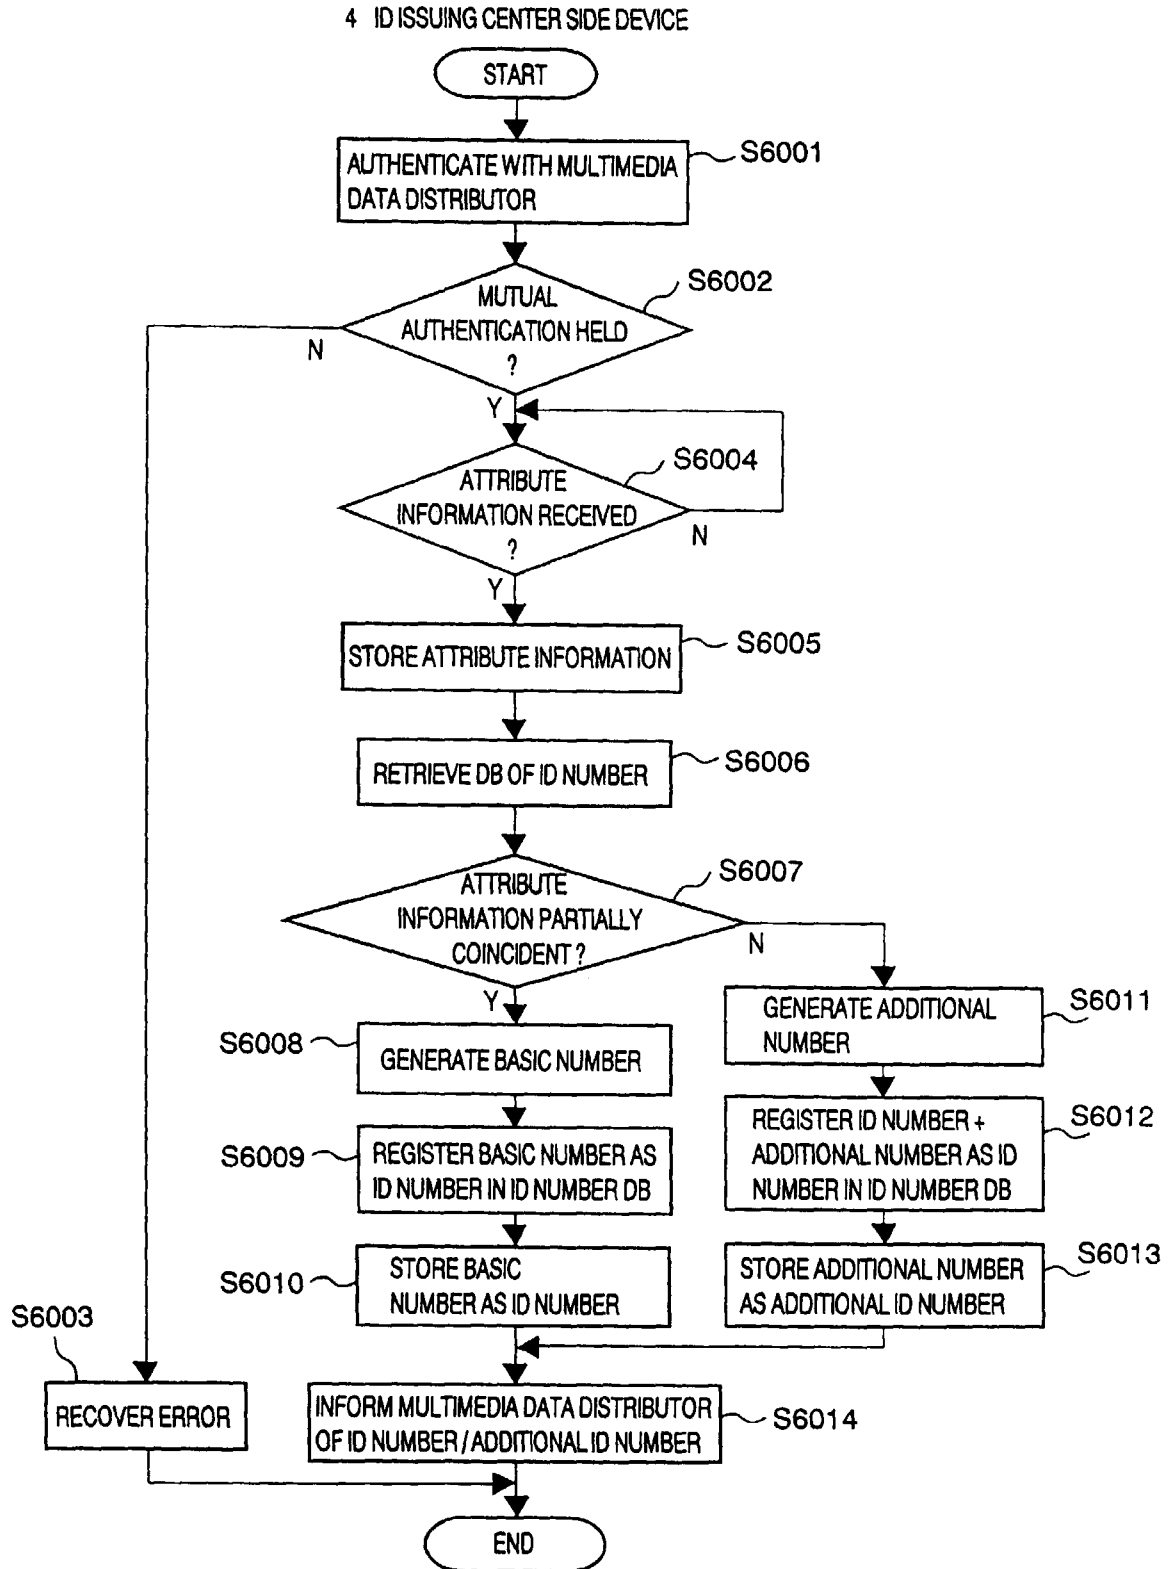 4 ID ISSUING CENTER SIDE DEVICE
START
AUTHENTICATE WITH MULTIMEDIA
DATA DISTRIBUTOR
S6001
MUTUAL
AUTHENTICATION HELD
?
S6002
N
Y
ATTRIBUTE
INFORMATION RECEIVED
?
S6004
N
Y
STORE ATTRIBUTE INFORMATION
S6005
RETRIEVE DB OF ID NUMBER
S6006
ATTRIBUTE
INFORMATION PARTIALLY
COINCIDENT ?
S6007
N
Y
S6008
GENERATE BASIC NUMBER
GENERATE ADDITIONAL
NUMBER
S6011
S6009
REGISTER BASIC NUMBER AS
ID NUMBER IN ID NUMBER DB
REGISTER ID NUMBER +
ADDITIONAL NUMBER AS ID
NUMBER IN ID NUMBER DB
S6012
S6010
STORE BASIC
NUMBER AS ID NUMBER
STORE ADDITIONAL NUMBER
AS ADDITIONAL ID NUMBER
S6013
S6003
RECOVER ERROR
INFORM MULTIMEDIA DATA DISTRIBUTOR
OF ID NUMBER / ADDITIONAL ID NUMBER
S6014
END